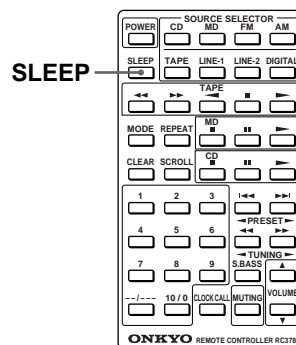 SOURCE SELECTOR
POWER CD MD FM AM
SLEEP SLEEP TAPE LINE-1 LINE-2 DIGITAL
TAPE
MODE REPEAT MD
CLEAR SCROLL CD
1 2 3
PRESET
4 5 6
TUNING
7 8 9 S.BASS
--/--- 10 / 0 CLOCK CALL MUTING VOLUME
ONKYO REMOTE CONTROLLER RC378